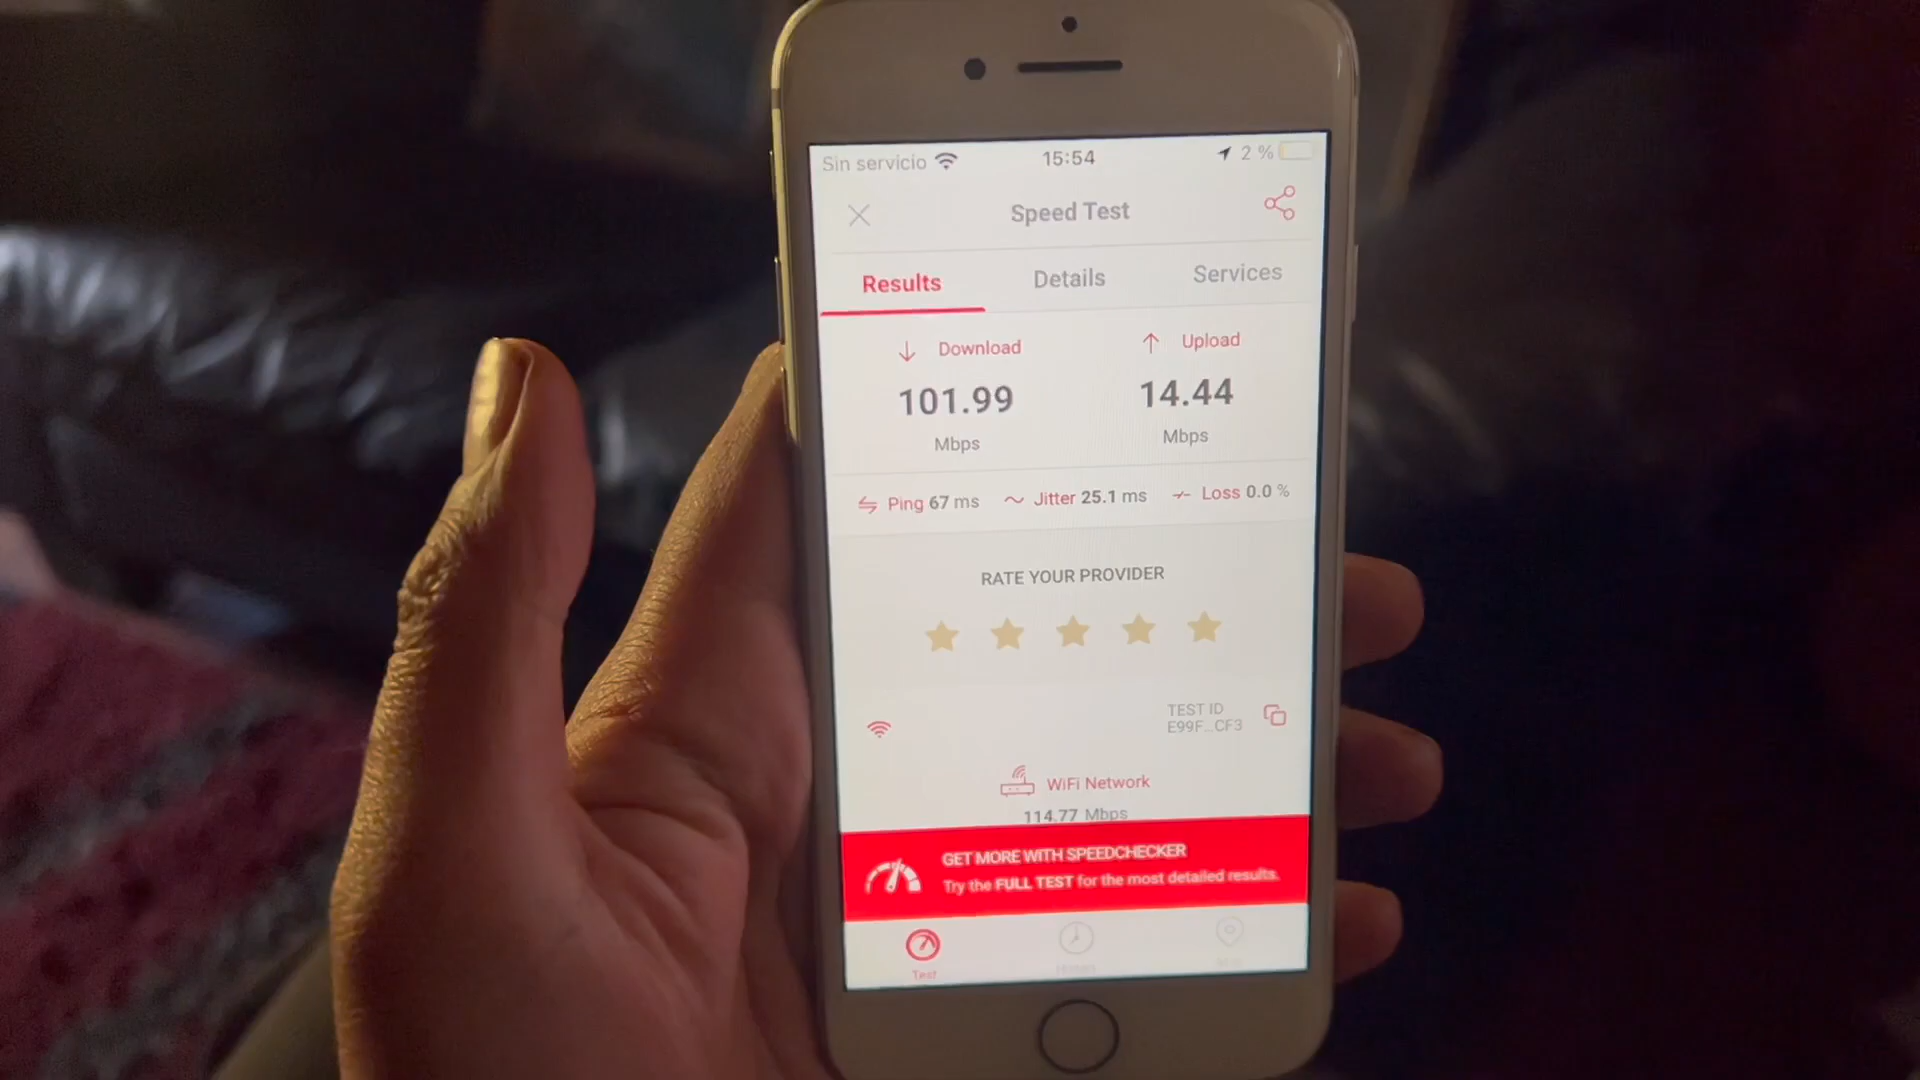 Sin servicio 15:54 2 %
Speed Test
Results Details Services
Download Upload
101.99 14.44
Mbps Mbps
Ping 67 ms Jitter 25.1 ms Loss 0.0 %
RATE YOUR PROVIDER
TEST ID
E99F...CF3
WiFi Network
114.77 Mbps
GET MORE WITH SPEEDCHECKER
Try the FULL TEST for the most detailed results.
Test